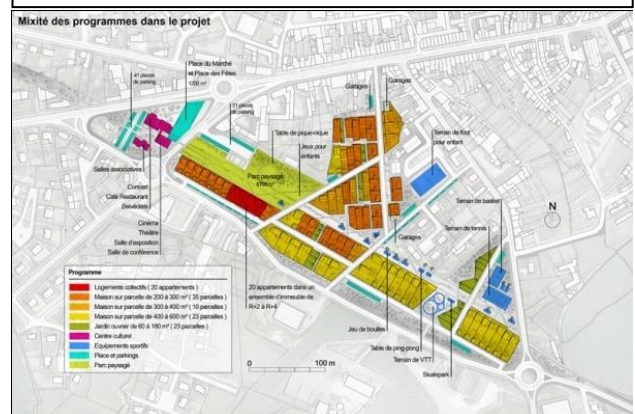 Mixité des programmes dans le projet
41 places
de parking
Place du Marché
et Place des Fêtes
1200 m²
51 places
de parking
Garages
Garages
Table de pique-nique
Jeux pour
enfants
Terrain de foot
pour enfant
Salles associatives
Parc paysagé
Concert
Café Restaurant
Belvédère
Cinéma
Théâtre
Salle d'exposition
Salle de conférence
Terrain de basket
Terrain de tennis
N
Garages
Programme
Logements collectifs ( 20 appartements )
Maison sur parcelle de 200 à 300 m² ( 35 parcelles )
Maison sur parcelle de 300 à 400 m² ( 10 parcelles )
Maison sur parcelle de 400 à 600 m² ( 23 parcelles )
Jardin ouvrier de 60 à 180 m² ( 23 parcelles )
Centre culturel
Equipements sportifs
Place et parkings
Parc paysagé
20 appartements dans un
ensemble d'immeuble de
R+2 à R+4
Jeu de boulles
Table de ping-pong
Terrain de VTT
Skatepark
0
100 m